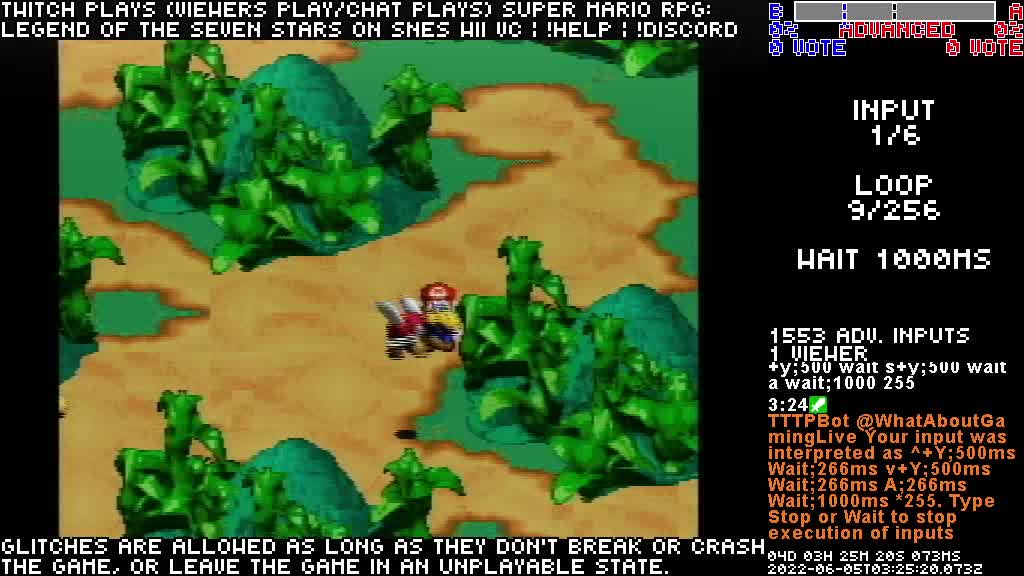 TWITCH PLAYS (VIEWERS PLAY/CHAT PLAYS) SUPER MARIO RPG:
LEGEND OF THE SEVEN STARS ON SNES WII VC ¦ !HELP ¦ !DISCORD
B A
0% ADVANCED 0%
0 VOTE 0 VOTE
INPUT
1/6
LOOP
9/256
WAIT 1000MS
1553 ADV. INPUTS
1 VIEWER
+y;500 wait s+y;500 wait
a wait;1000 255
3:24
TTTPBot @WhatAboutGa
mingLive Your input was
interpreted as ^+Y;500ms
Wait;266ms v+Y;500ms
Wait;266ms A;266ms
Wait;1000ms *255. Type
Stop or Wait to stop
execution of inputs
04D 03H 25M 20S 073MS
2022-06-05T03:25:20.073Z
GLITCHES ARE ALLOWED AS LONG AS THEY DON'T BREAK OR CRASH
THE GAME, OR LEAVE THE GAME IN AN UNPLAYABLE STATE.